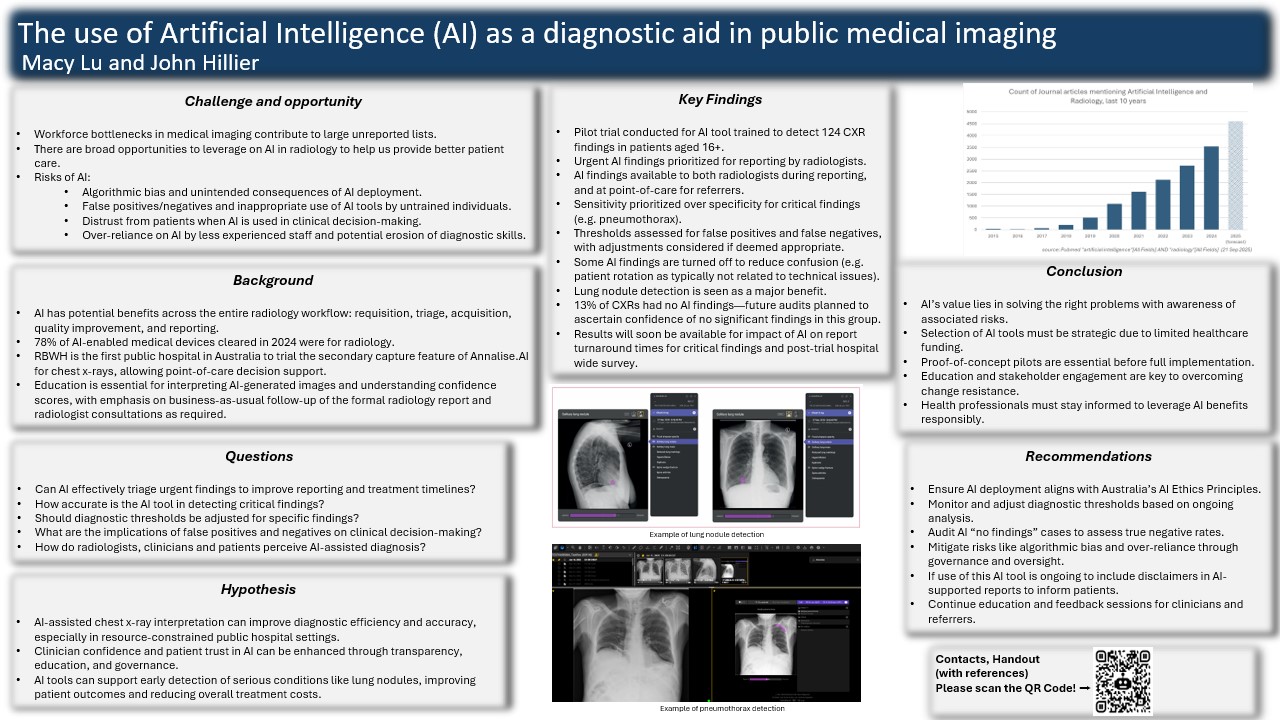 The use of Artificial Intelligence (AI) as a diagnostic aid in public medical imaging
Macy Lu and John Hillier
Challenge and opportunity
• Workforce bottlenecks in medical imaging contribute to large unreported lists.
• There are broad opportunities to leverage on AI in radiology to help us provide better patient
care.
• Risks of AI:
• Algorithmic bias and unintended consequences of AI deployment.
• False positives/negatives and inappropriate use of AI tools by untrained individuals.
• Distrust from patients when AI is used in clinical decision-making.
• Over-reliance on AI by less experienced staff and potential erosion of diagnostic skills.
Background
• AI has potential benefits across the entire radiology workflow: requisition, triage, acquisition,
quality improvement, and reporting.
• 78% of AI-enabled medical devices cleared in 2024 were for radiology.
• RBWH is the first public hospital in Australia to trial the secondary capture feature of Annalise.AI
for chest x-rays, allowing point-of-care decision support.
• Education is essential for interpreting AI-generated images and understanding confidence
scores, with emphasis on business-as-usual follow-up of the formal radiology report and
radiologist consultation as required.
Questions
• Can AI effectively triage urgent findings to improve reporting and treatment timelines?
• How accurate is the AI tool in detecting critical findings?
• Should diagnostic thresholds be adjusted for specific findings?
• What are the implications of false positives and negatives on clinical decision-making?
• How do radiologists, clinicians and patients perceive AI-assisted diagnostics?
Hypothesis
• AI tool implementation can improve diagnostic efficiency and accuracy,
especially in resource-constrained public hospital settings.
• Clinician acceptance and patient trust in AI can be enhanced through transparency,
education, and governance.
• AI tools can support early detection of serious conditions like lung nodules, improving
patient outcomes and reducing overall treatment costs.
Key Findings
• Pilot trial conducted for AI tool trained to detect 124 CXR
findings in patients aged 16+.
• Urgent AI findings prioritized for reporting by radiologists.
• AI findings available to both radiologists during reporting,
and at point-of-care for referrers.
• Sensitivity prioritized over specificity for critical findings
(e.g. pneumothorax).
• Thresholds assessed for false positives and false negatives,
with adjustments considered if deemed appropriate.
• Some AI findings are turned off to reduce confusion (e.g.
patient rotation as typically not related to technical issues).
• Lung nodule detection is seen as a major benefit.
• 13% of CXRs had no AI findings—future audits planned to
ascertain confidence of no significant findings in this group.
• Results will soon be available for impact of AI on report
turnaround times for critical findings and post-trial hospital
wide survey.
Solitary lung nodule
Solitary lung nodule
Example of lung nodule detection
Example of pneumothorax detection
Count of Journal articles mentioning Artificial Intelligence and
Radiology, last 10 years
5000
4500
4000
3500
3000
2500
2000
1500
1000
500
0
2015 2016 2017 2018 2019 2020 2021 2022 2023 2024 2025
(forecast)
source: Pubmed "artificial intelligence"[All Fields] AND "radiology"[All Fields] (21 Sep 2025)
Conclusion
• AI's value lies in solving the right problems with awareness of
associated risks.
• Selection of AI tools must be strategic due to limited healthcare
funding.
• Proof-of-concept pilots are essential before full implementation.
• Education and stakeholder engagement are key to overcoming
change resistance.
• Health professionals must stay informed to leverage AI benefits
responsibly.
Recommendations
• Ensure AI deployment aligns with Australia's AI Ethics Principles.
• Monitor and adjust diagnostic thresholds based on ongoing
analysis.
• Audit AI "no findings" cases to assess true negative rates.
• Mitigate risks like algorithmic bias and over-reliance through
governance and oversight.
• If use of this AI tool is ongoing to include disclaimers in AI-
supported reports to inform patients.
• Continue education and feedback sessions for clinicians and
referrers.
Contacts, Handout
(with references)
Please scan the QR code →